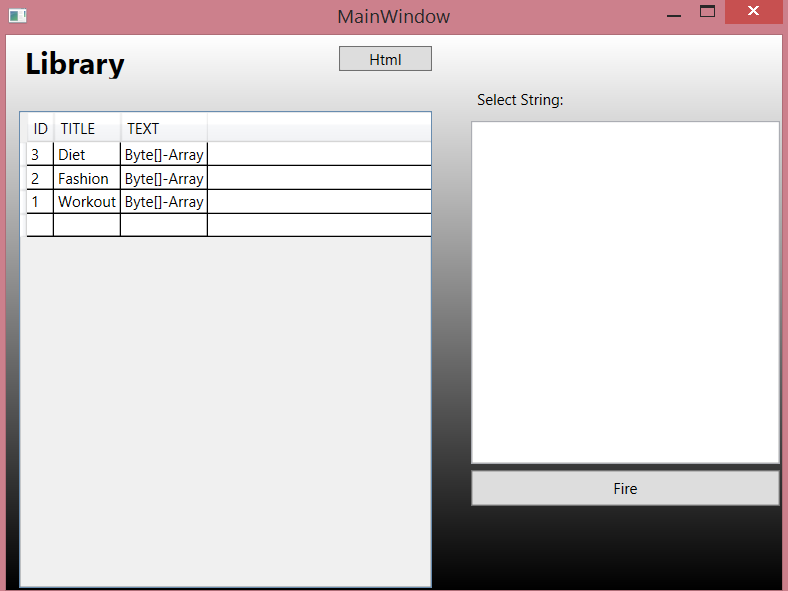 MainWindow
Library
Html
Select String:
ID TITLE TEXT
3 Diet Byte[]-Array
2 Fashion Byte[]-Array
1 Workout Byte[]-Array
Fire